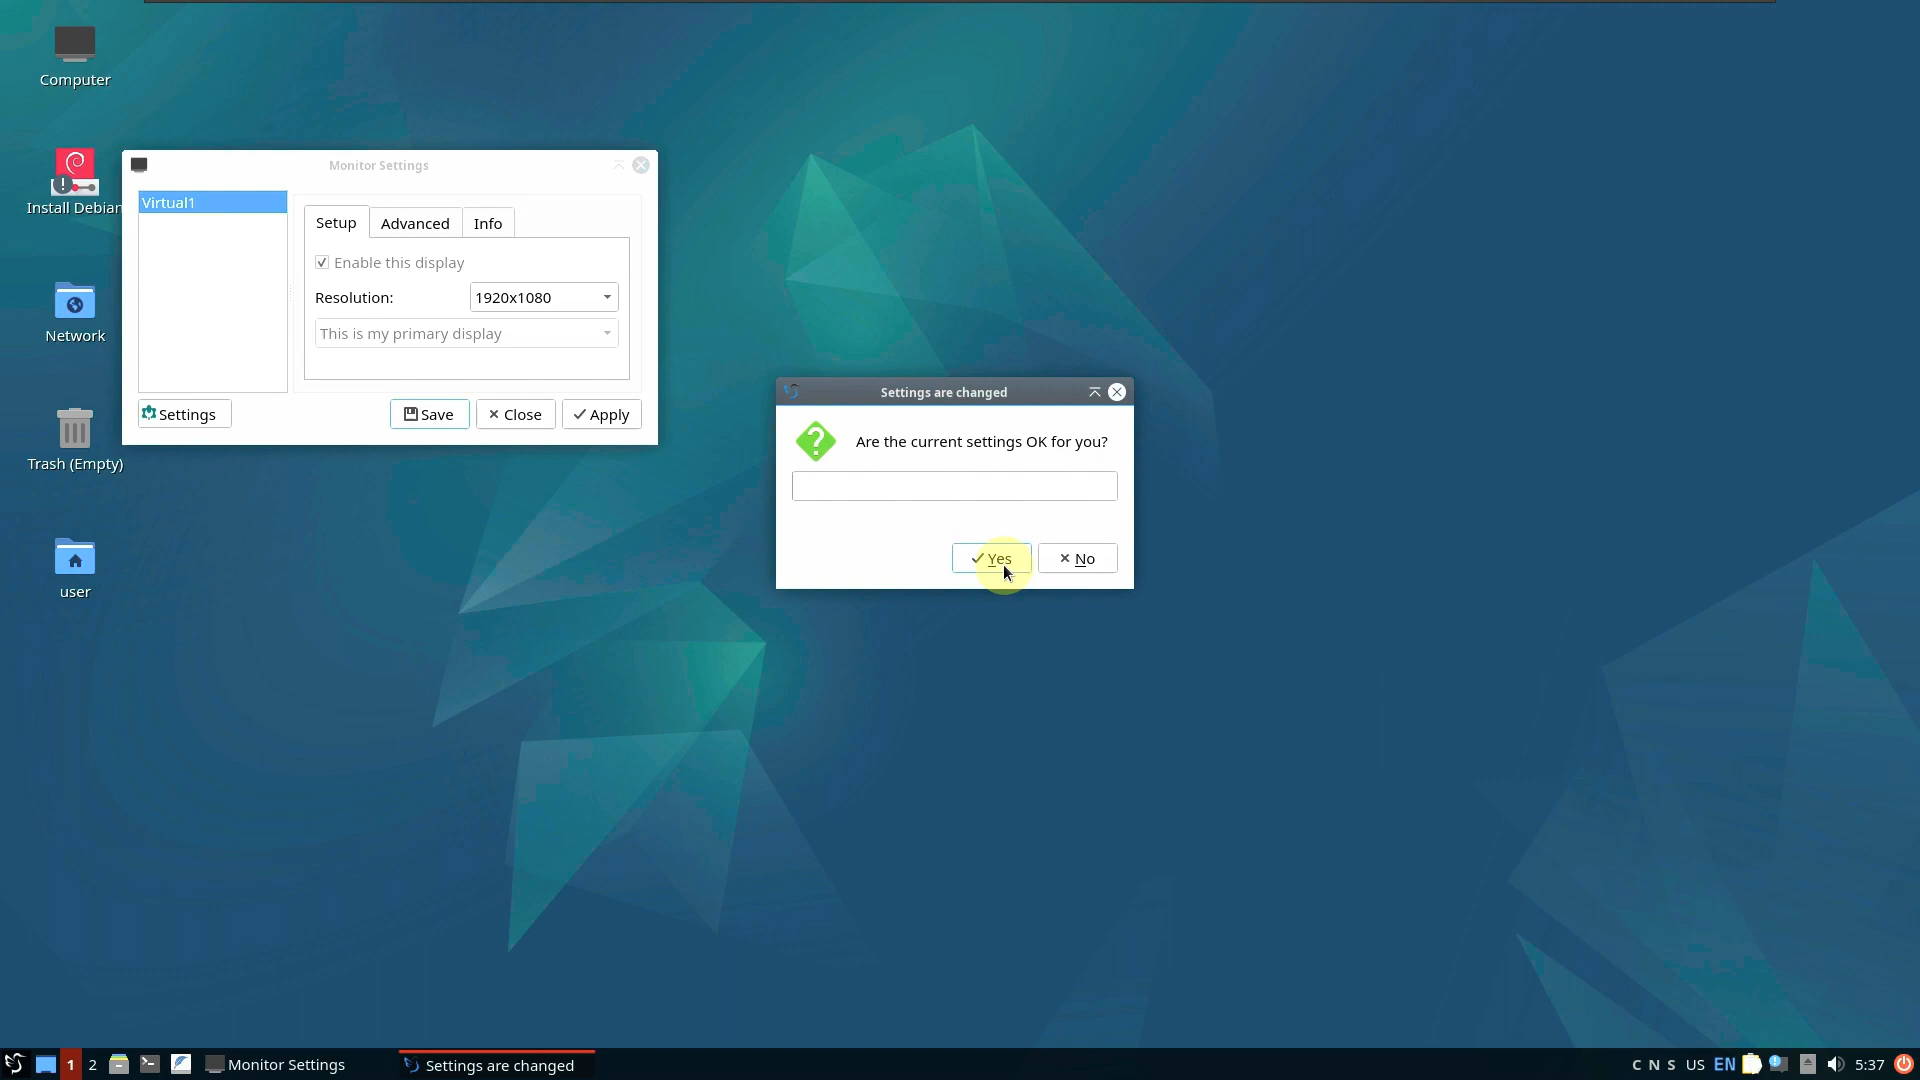 Computer
Install Debian
Network
Trash (Empty)
user
Monitor Settings
Virtual1
Setup
Advanced
Info
Enable this display
Resolution:
1920x1080
This is my primary display
Settings
Save
Close
Apply
Settings are changed
Are the current settings OK for you?
Yes
No
1
2
Monitor Settings
Settings are changed
C N S
US
EN
5:37